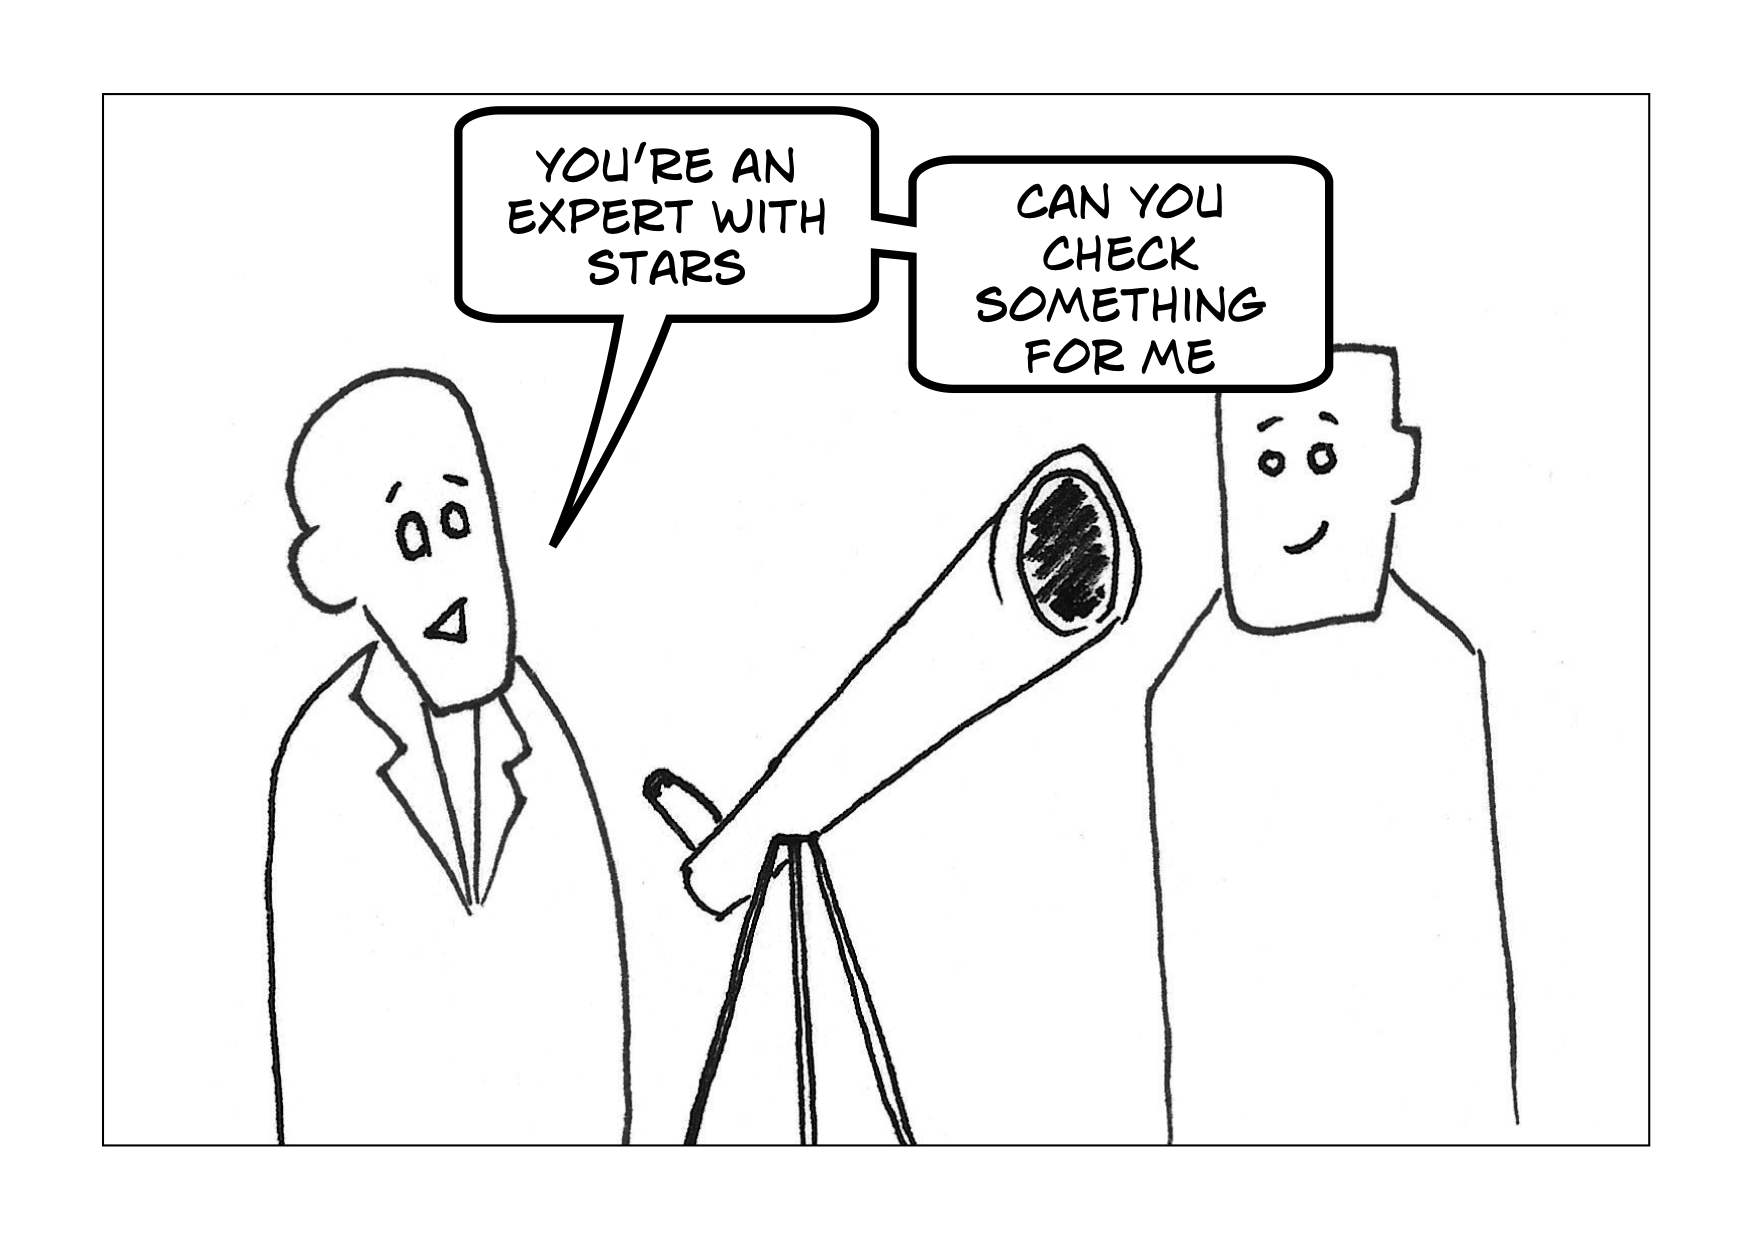 YOU'RE AN
EXPERT WITH
STARS
CAN YOU
CHECK
SOMETHING
FOR ME